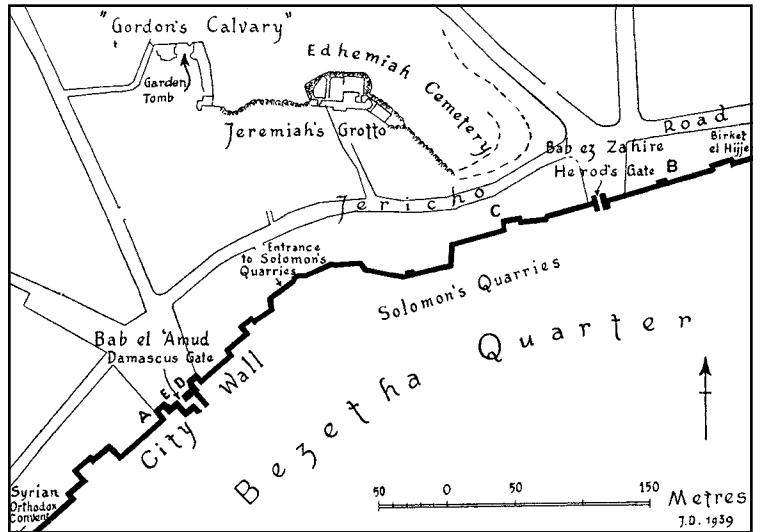 "Gordon's Calvary"
Garden
Tomb
Edhemiah Cemetery
Jeremiah's Grotto
Jericho Road
Bab ez Zahire
Herod's Gate
B
Birket
el Hijje
C
Entrance
to Solomon's
Quarries
Solomon's Quarries
Bab el 'Amud
Damascus Gate
A
E
D
City Wall
Bezetha Quarter
Syrian
Orthodox
Convent
50 0 50 150
Metres
J.D. 1939